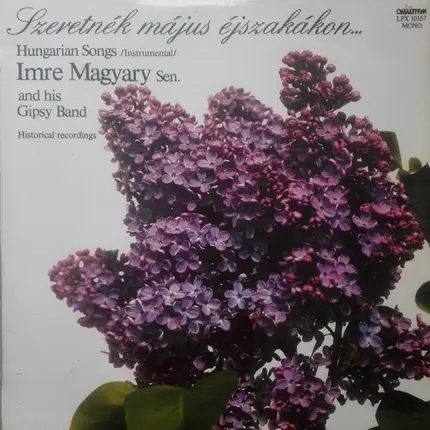 Szeretnék május éjszakákon...
QUALITON
LPX 10167
MONO
Hungarian Songs /Instrumental/
Imre Magyary Sen.
and his
Gipsy Band
Historical recordings